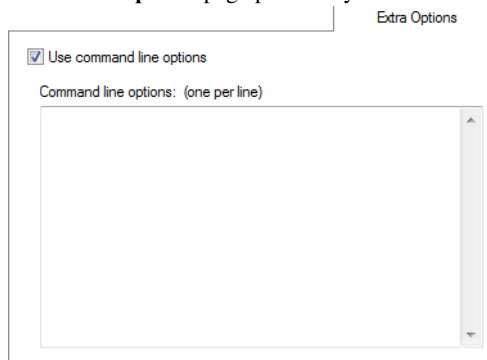 Extra Options
Use command line options
Command line options: (one per line)